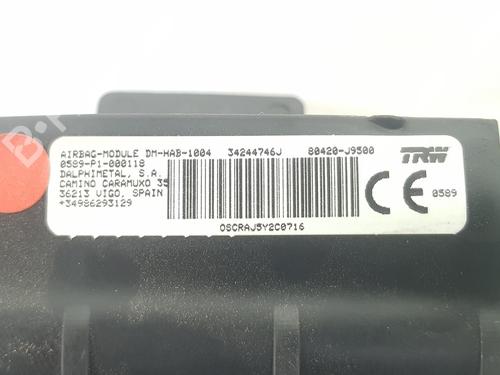 AIRBAG-MODULE DM-HAB-1004 34244746J 80420-J9500
0589-P1-000118
DALPHIMETAL, S.A.
CAMINO CARAMUXO 35
36213 VIGO, SPAIN
+34986293129
TRW
CE 0589
OSCRAJ5Y2C0716